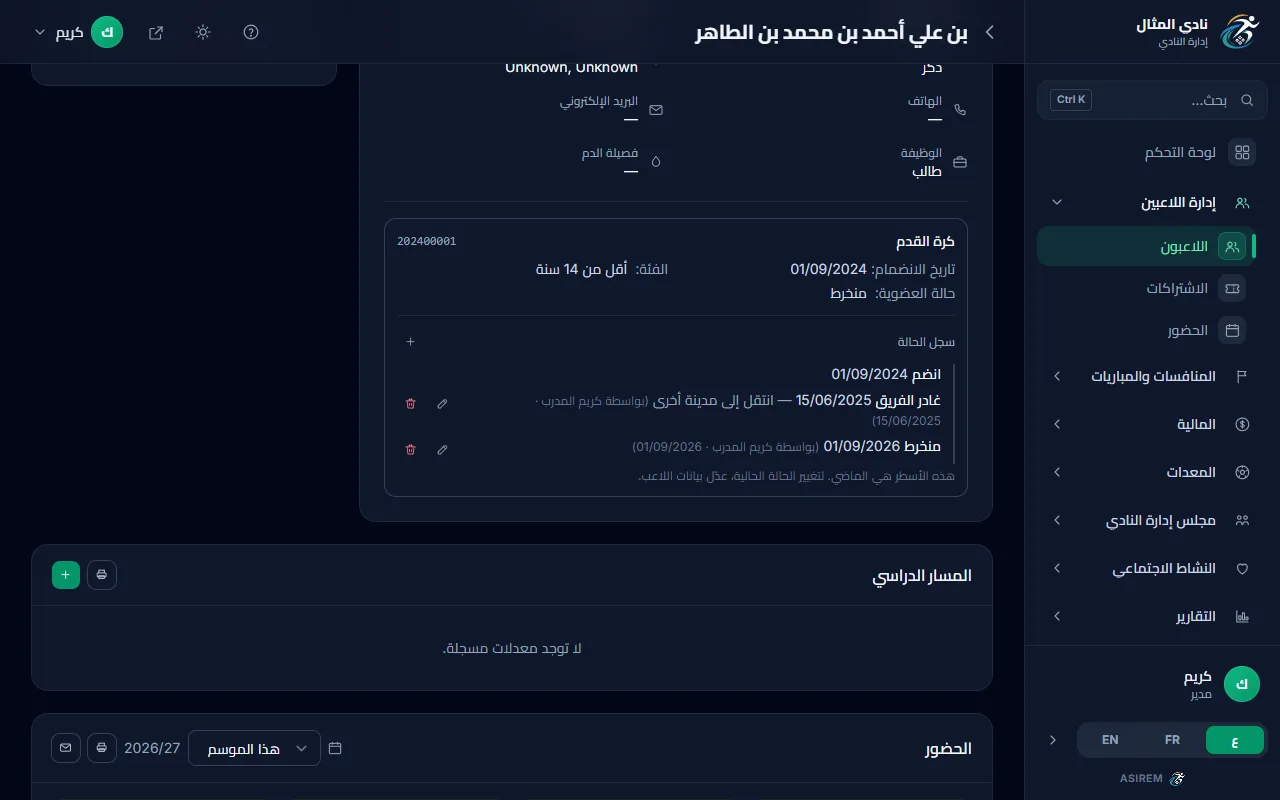 نادي المثال
إدارة النادي
بحث...
Ctrl K
لوحة التحكم
إدارة اللاعبين
اللاعبون
الاشتراكات
الحضور
المنافسات والمباريات
المالية
المعدات
مجلس إدارة النادي
النشاط الاجتماعي
التقارير
ك
كريم
مدير
ع
FR
EN
ASIREM
بن علي أحمد بن محمد بن الطاهر
ك
كريم
ذكر
Unknown, Unknown
الهاتف
—
البريد الإلكتروني
—
الوظيفة
طالب
فصيلة الدم
—
كرة القدم
202400001
تاريخ الانضمام: 01/09/2024
الفئة: أقل من 14 سنة
حالة العضوية: منخرط
سجل الحالة
انضم 01/09/2024
غادر الفريق 15/06/2025 — انتقل إلى مدينة أخرى (بواسطة كريم المدرب ·
15/06/2025)
منخرط 01/09/2026 (بواسطة كريم المدرب · 01/09/2026)
هذه الأسطر هي الماضي. لتغيير الحالة الحالية، عدّل بيانات اللاعب.
المسار الدراسي
لا توجد معدلات مسجلة.
الحضور
هذا الموسم
2026/27